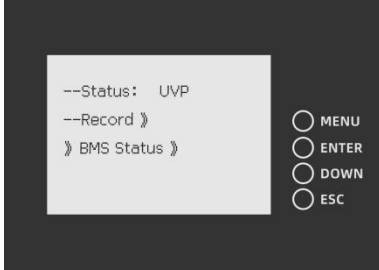 --Status: UVP
--Record 》
》 BMS Status 》
MENU
ENTER
DOWN
ESC